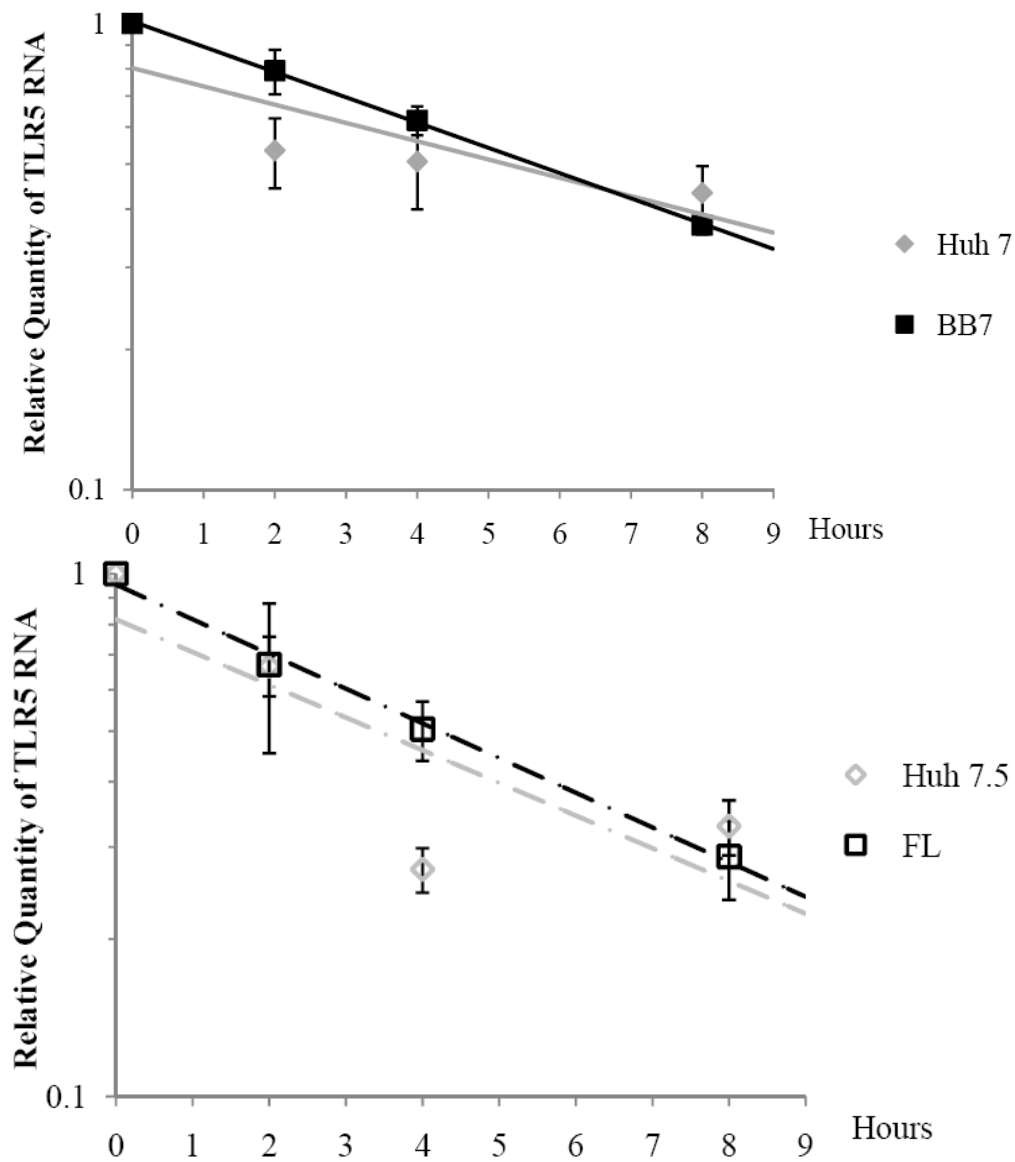 Relative Quantity of TLR5 RNA
1
0.1
0 1 2 3 4 5 6 7 8 9 Hours
Huh 7
BB7
Relative Quantity of TLR5 RNA
1
0.1
0 1 2 3 4 5 6 7 8 9 Hours
Huh 7.5
FL